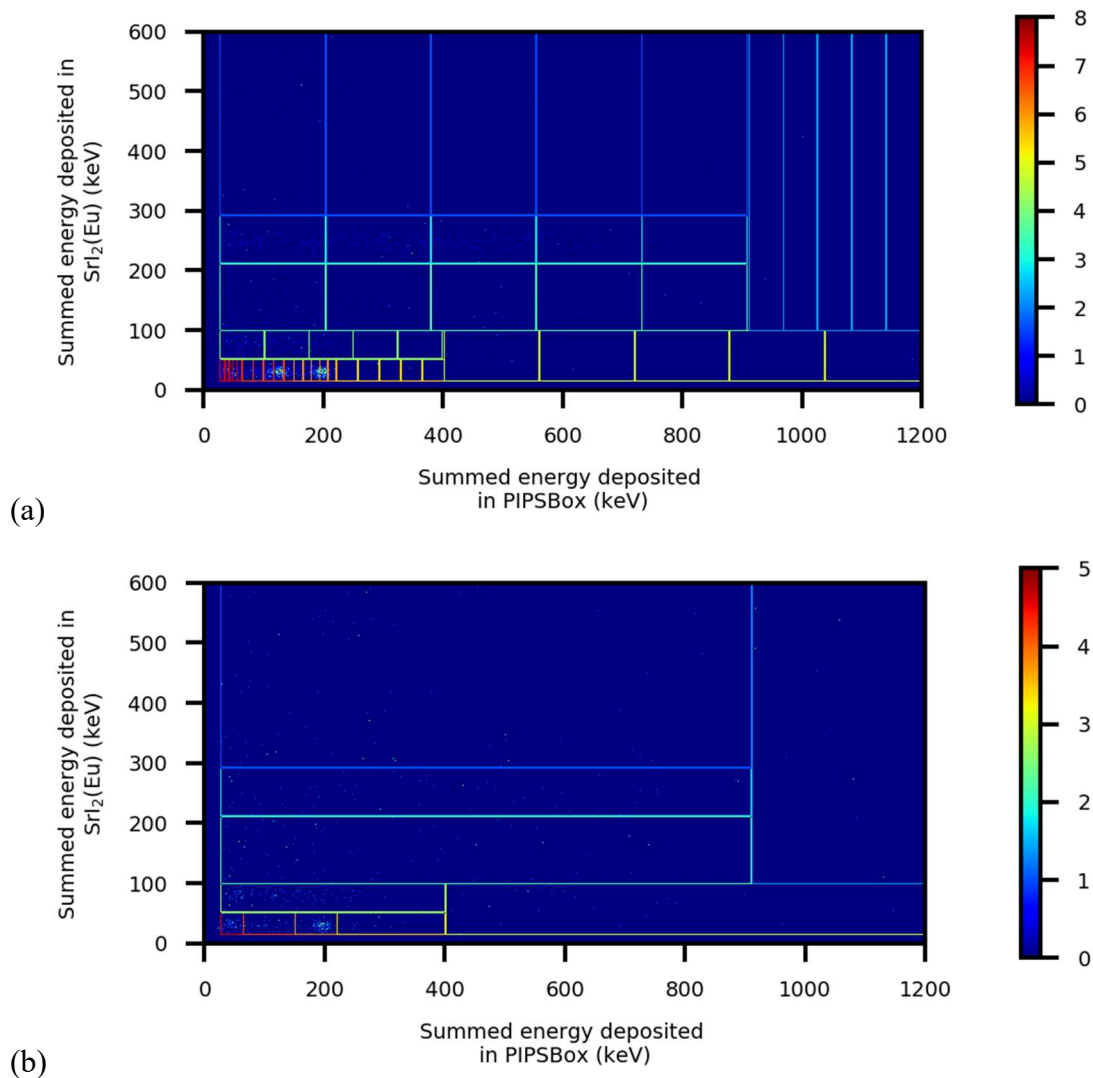 600
500
400
300
200
100
0
Summed energy deposited in
SrI₂(Eu) (keV)
0 200 400 600 800 1000 1200
Summed energy deposited
in PIPSBox (keV)
8
7
6
5
4
3
2
1
0
(a)
600
500
400
300
200
100
0
Summed energy deposited in
SrI₂(Eu) (keV)
0 200 400 600 800 1000 1200
Summed energy deposited
in PIPSBox (keV)
5
4
3
2
1
0
(b)